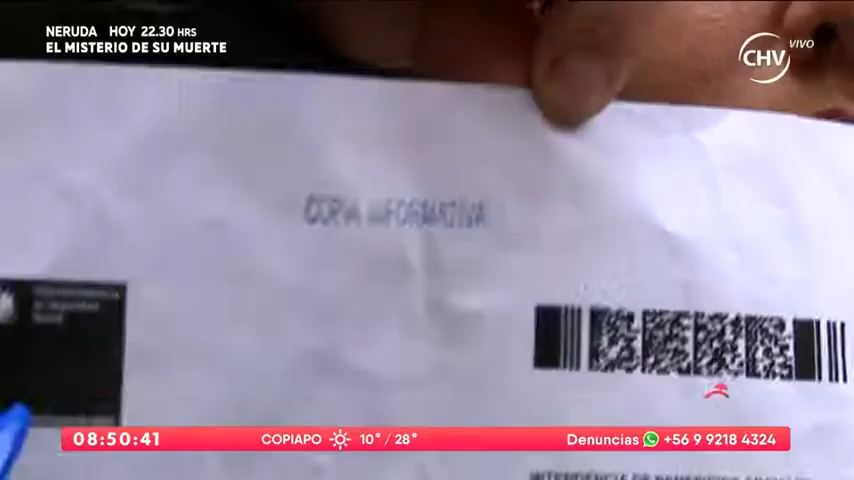 NERUDA HOY 22.30 HRS
EL MISTERIO DE SU MUERTE
CHV VIVO
COPIA INFORMATIVA
08:50:41 COPIAPO 10° / 28° Denuncias +56 9 9218 4324